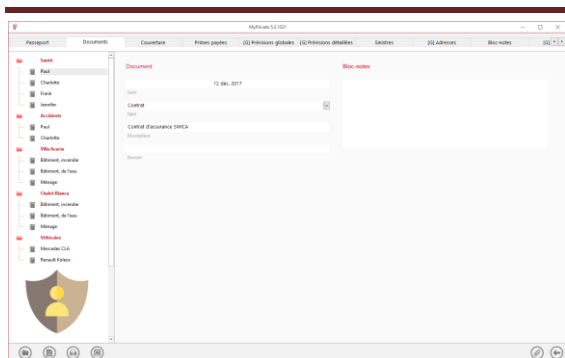 MyPrivate 5.2.1021
Passeport
Documents
Couverture
Primes payées
[G] Prévisions globales
[G] Prévisions détaillées
Sinistres
[G] Adresses
Bloc-notes
[G]
Santé
Paul
Charlotte
Frank
Jennifer
Accidents
Paul
Charlotte
Villa Acacia
Bâtiment, incendie
Bâtiment, de l'eau
Ménage
Chalet Blanca
Bâtiment, incendie
Bâtiment, de l'eau
Ménage
Véhicules
Mercedes CLA
Renault Koleos
Document
12 déc. 2017
Date
Contrat
Type
Contrat d'assurance SWICA
Description
Dossier
Bloc-notes